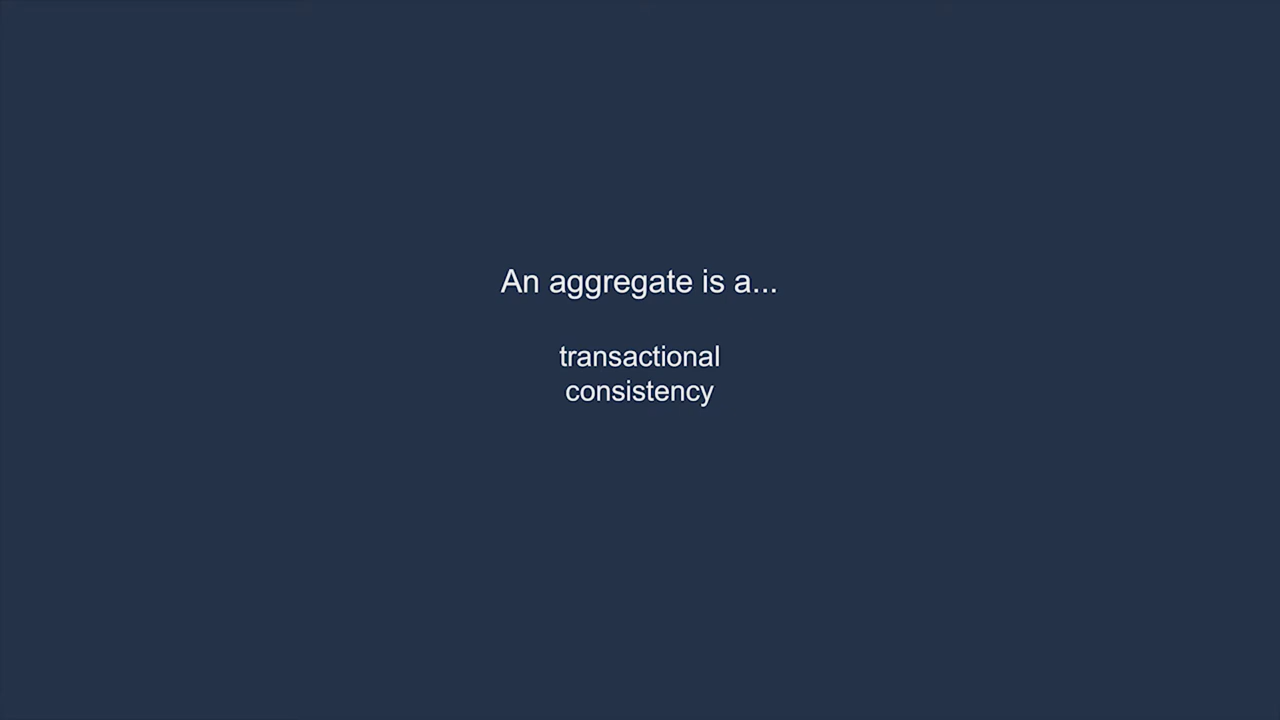 An aggregate is a...
transactional
consistency